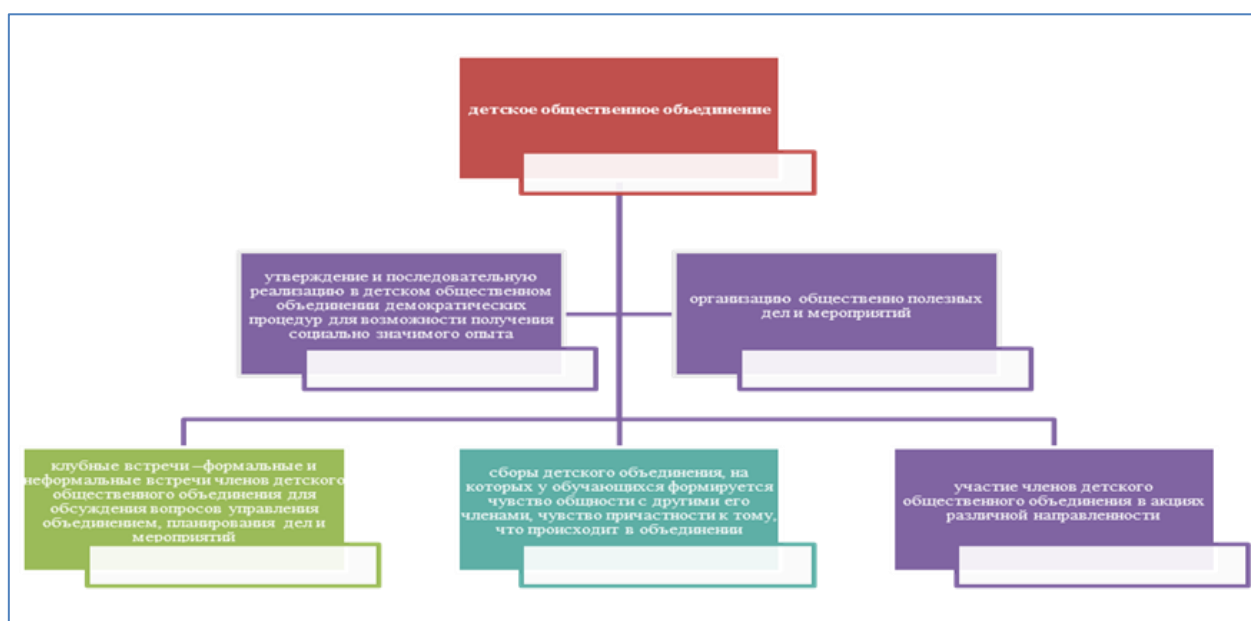 детское общественное объединение
утверждение и последовательную
реализацию в детском общественном
объединении демократических
процедур для возможности получения
социально значимого опыта
организацию общественно полезных
дел и мероприятий
клубные встречи –формальные и
неформальные встречи членов детского
общественного объединения для
обсуждения вопросов управления
объединением, планирования дел и
мероприятий
сборы детского объединения, на
которых у обучающихся формируется
чувство общности с другими его
членами, чувство причастности к тому,
что происходит в объединении
участие членов детского
общественного объединения в акциях
различной направленности